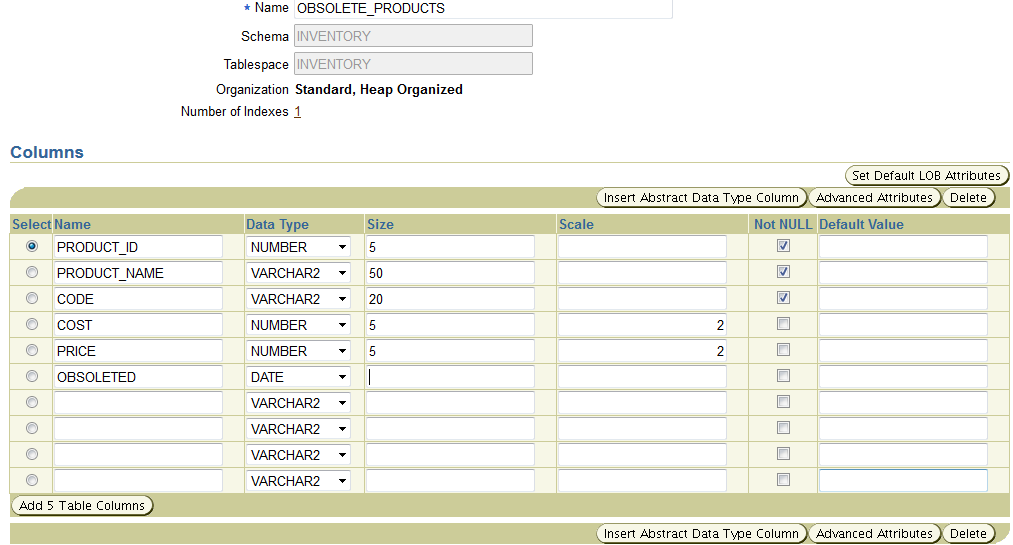 * Name OBSOLETE_PRODUCTS
Schema INVENTORY
Tablespace INVENTORY
Organization Standard, Heap Organized
Number of Indexes 1
Columns
Set Default LOB Attributes
Insert Abstract Data Type Column Advanced Attributes Delete
Select Name Data Type Size Scale Not NULL Default Value
PRODUCT_ID NUMBER 5
PRODUCT_NAME VARCHAR2 50
CODE VARCHAR2 20
COST NUMBER 5 2
PRICE NUMBER 5 2
OBSOLETED DATE
VARCHAR2
VARCHAR2
VARCHAR2
VARCHAR2
Add 5 Table Columns
Insert Abstract Data Type Column Advanced Attributes Delete